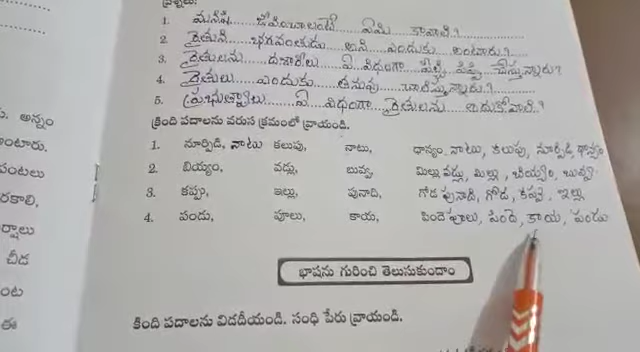 ప్రశ్నలు:
1. మనిషి జీవించాలంటే ఏమి కావాలి?
2. రైతుని భగవంతుడు అని ఎందుకు అంటారు?
3. రైతులను దళారీలు ఏ విధంగా పీల్చి పిప్పి చేస్తున్నారు?
4. రైతులు ఎందుకు తనువు చాలిస్తున్నారు?
5. ప్రభుత్వాలు ఏ విధంగా రైతులను ఆదుకోవాలి?
కింది పదాలను వరుస క్రమంలో వ్రాయండి.
1. నూర్పిడి, నాటు కలుపు, నాటు, ధాన్యం. నాటు, కలుపు, నూర్పిడి, ధాన్యం
2. బియ్యం, వడ్లు, బువ్వ, మిల్లు వడ్లు, మిల్లు, బియ్యం, బువ్వ
3. కప్పు, ఇల్లు, పునాది, గోడ పునాది, గోడ, కప్పు, ఇల్లు
4. పండు, పూలు, కాయ, పిందె పూలు, పిందె, కాయ, పండు
భాషను గురించి తెలుసుకుందాం
కింది పదాలను విడదీయండి. సంధి పేరు వ్రాయండి.
అన్నం
ంటారు.
పంటలు
రకాలి,
ర్షాలు
చీడ
ంట
ఈ